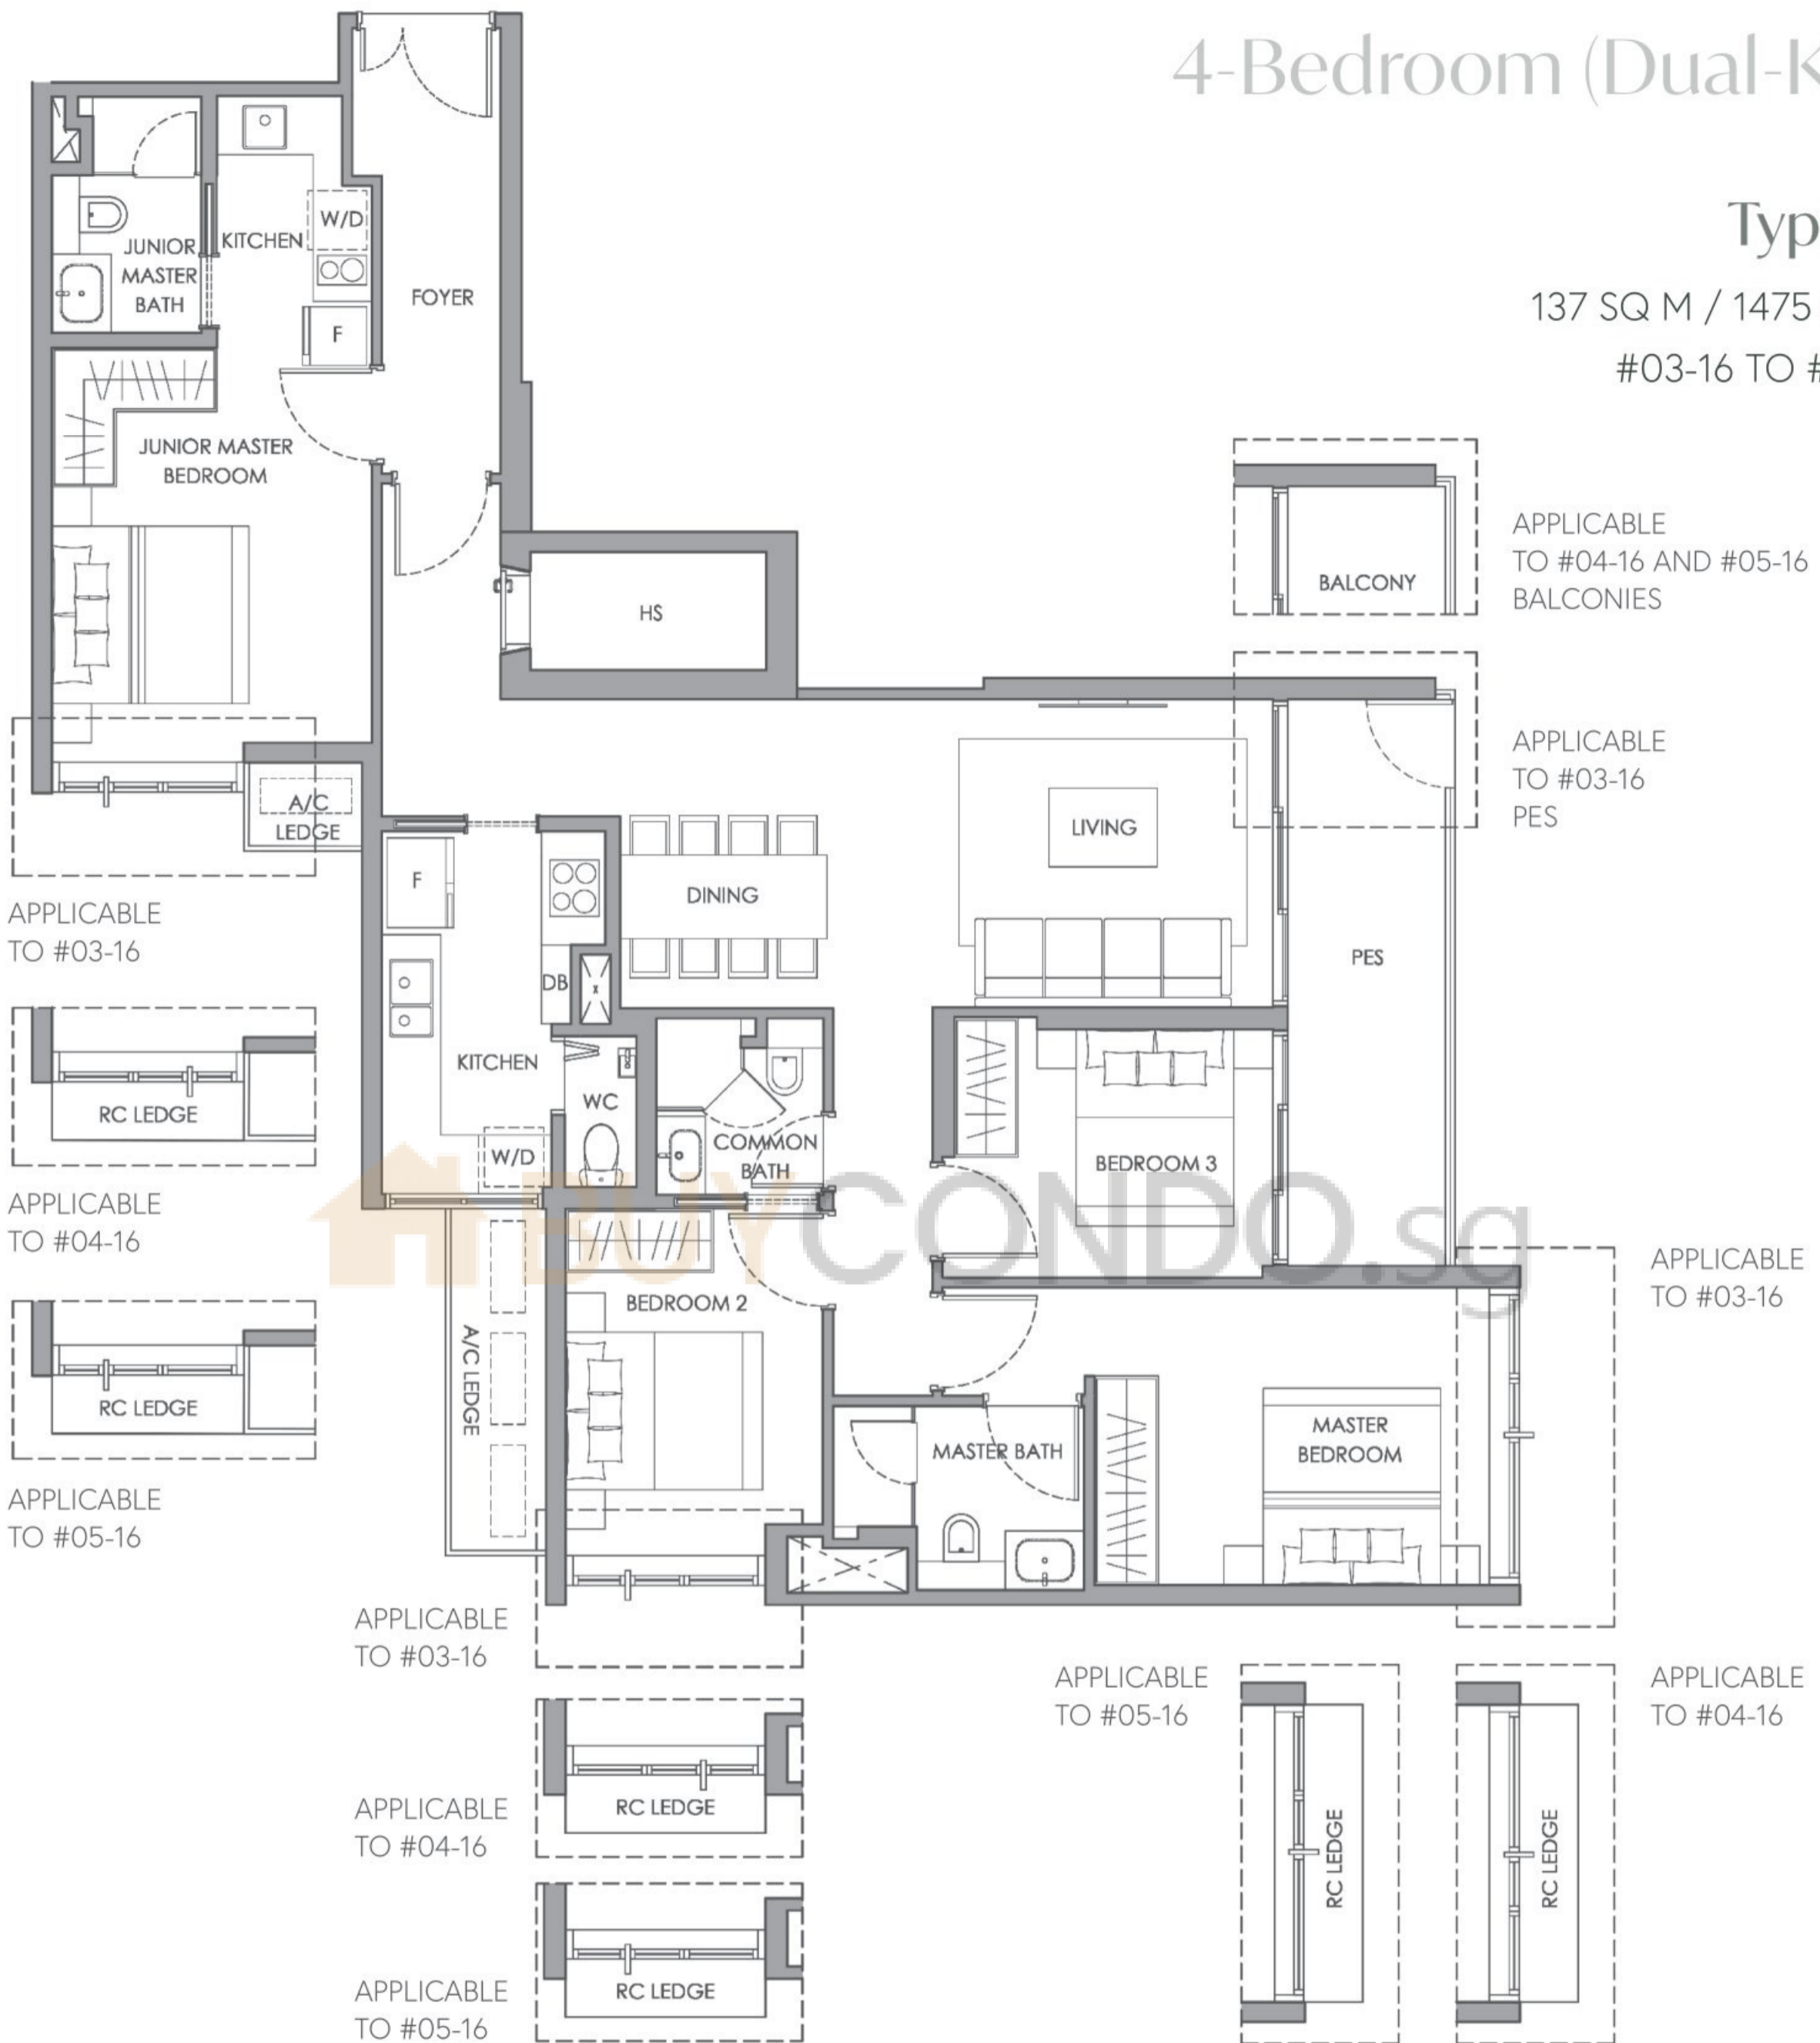 4-Bedroom (Dual-K
Typ
137 SQ M / 1475
#03-16 TO #
JUNIOR
MASTER
BATH
KITCHEN
W/D
F
FOYER
JUNIOR MASTER
BEDROOM
HS
BALCONY
APPLICABLE
TO #04-16 AND #05-16
BALCONIES
APPLICABLE
TO #03-16
PES
A/C
LEDGE
APPLICABLE
TO #03-16
F
DINING
LIVING
PES
DB
KITCHEN
WC
W/D
COMMON
BATH
BEDROOM 3
RC LEDGE
APPLICABLE
TO #04-16
BUYCONDO.sg
APPLICABLE
TO #03-16
BEDROOM 2
A/C LEDGE
RC LEDGE
APPLICABLE
TO #05-16
MASTER BATH
MASTER
BEDROOM
APPLICABLE
TO #03-16
APPLICABLE
TO #05-16
APPLICABLE
TO #04-16
RC LEDGE
APPLICABLE
TO #04-16
RC LEDGE
RC LEDGE
RC LEDGE
APPLICABLE
TO #05-16